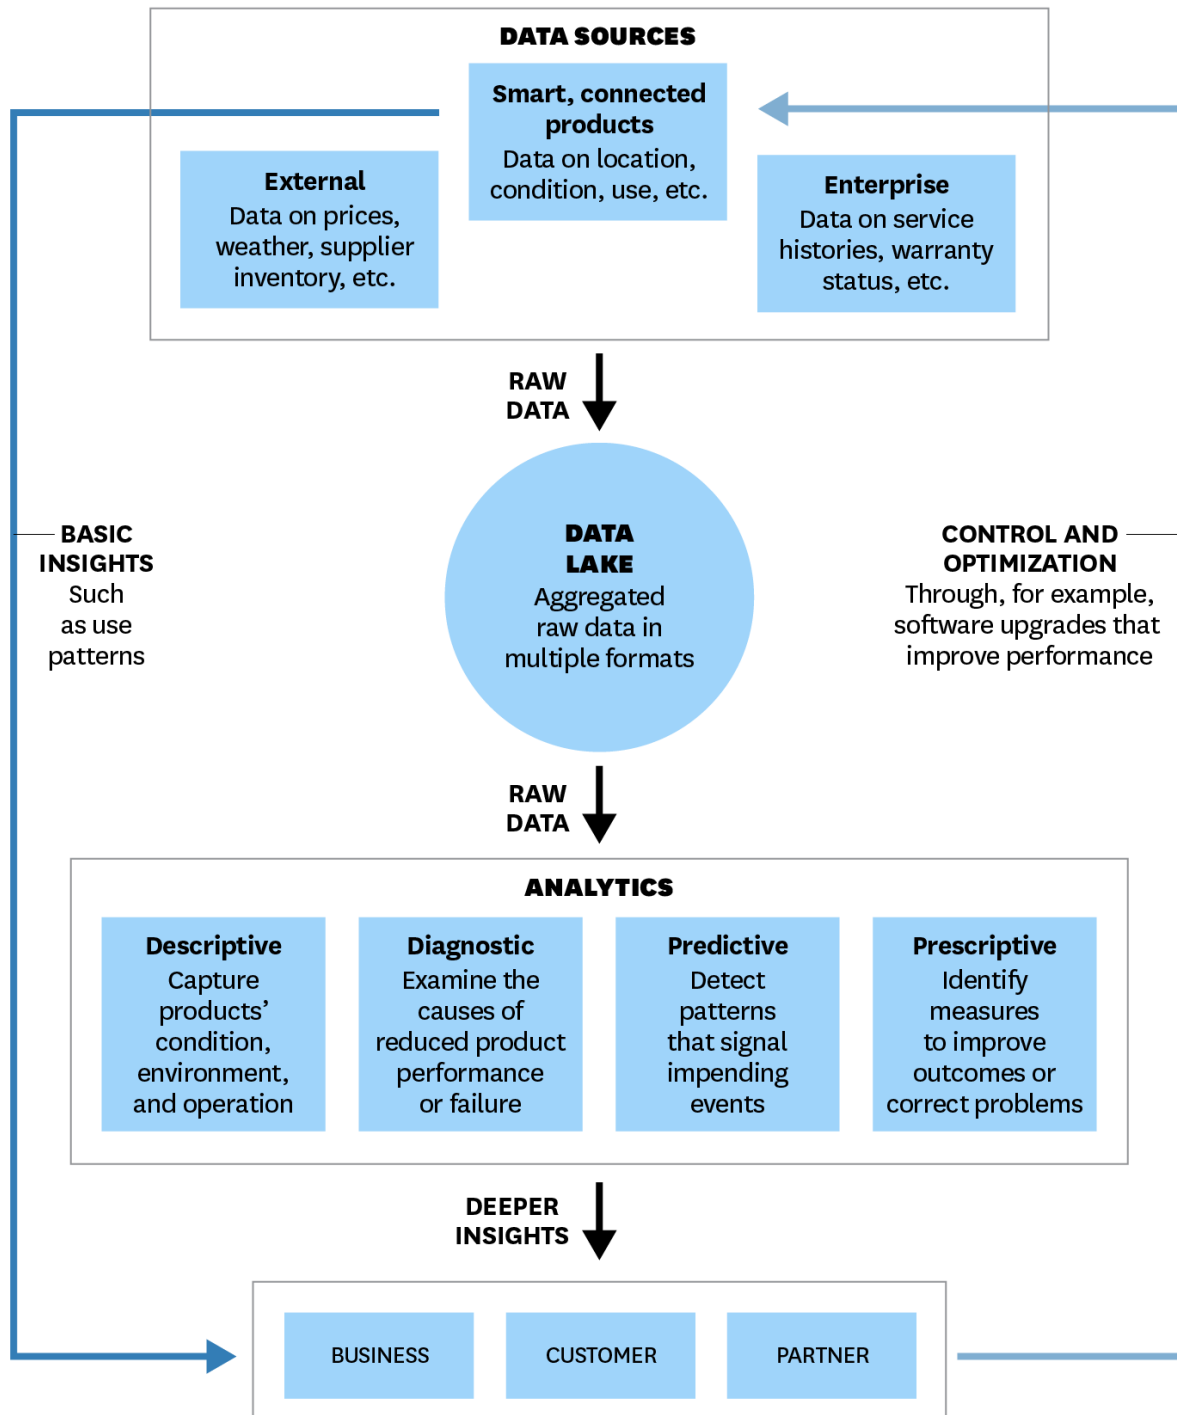 DATA SOURCES
Smart, connected
products
Data on location,
condition, use, etc.
External
Data on prices,
weather, supplier
inventory, etc.
Enterprise
Data on service
histories, warranty
status, etc.
RAW
DATA
BASIC
INSIGHTS
Such
as use
patterns
DATA
LAKE
Aggregated
raw data in
multiple formats
CONTROL AND
OPTIMIZATION
Through, for example,
software upgrades that
improve performance
RAW
DATA
ANALYTICS
Descriptive
Capture
products’
condition,
environment,
and operation
Diagnostic
Examine the
causes of
reduced product
performance
or failure
Predictive
Detect
patterns
that signal
impending
events
Prescriptive
Identify
measures
to improve
outcomes or
correct problems
DEEPER
INSIGHTS
BUSINESS
CUSTOMER
PARTNER